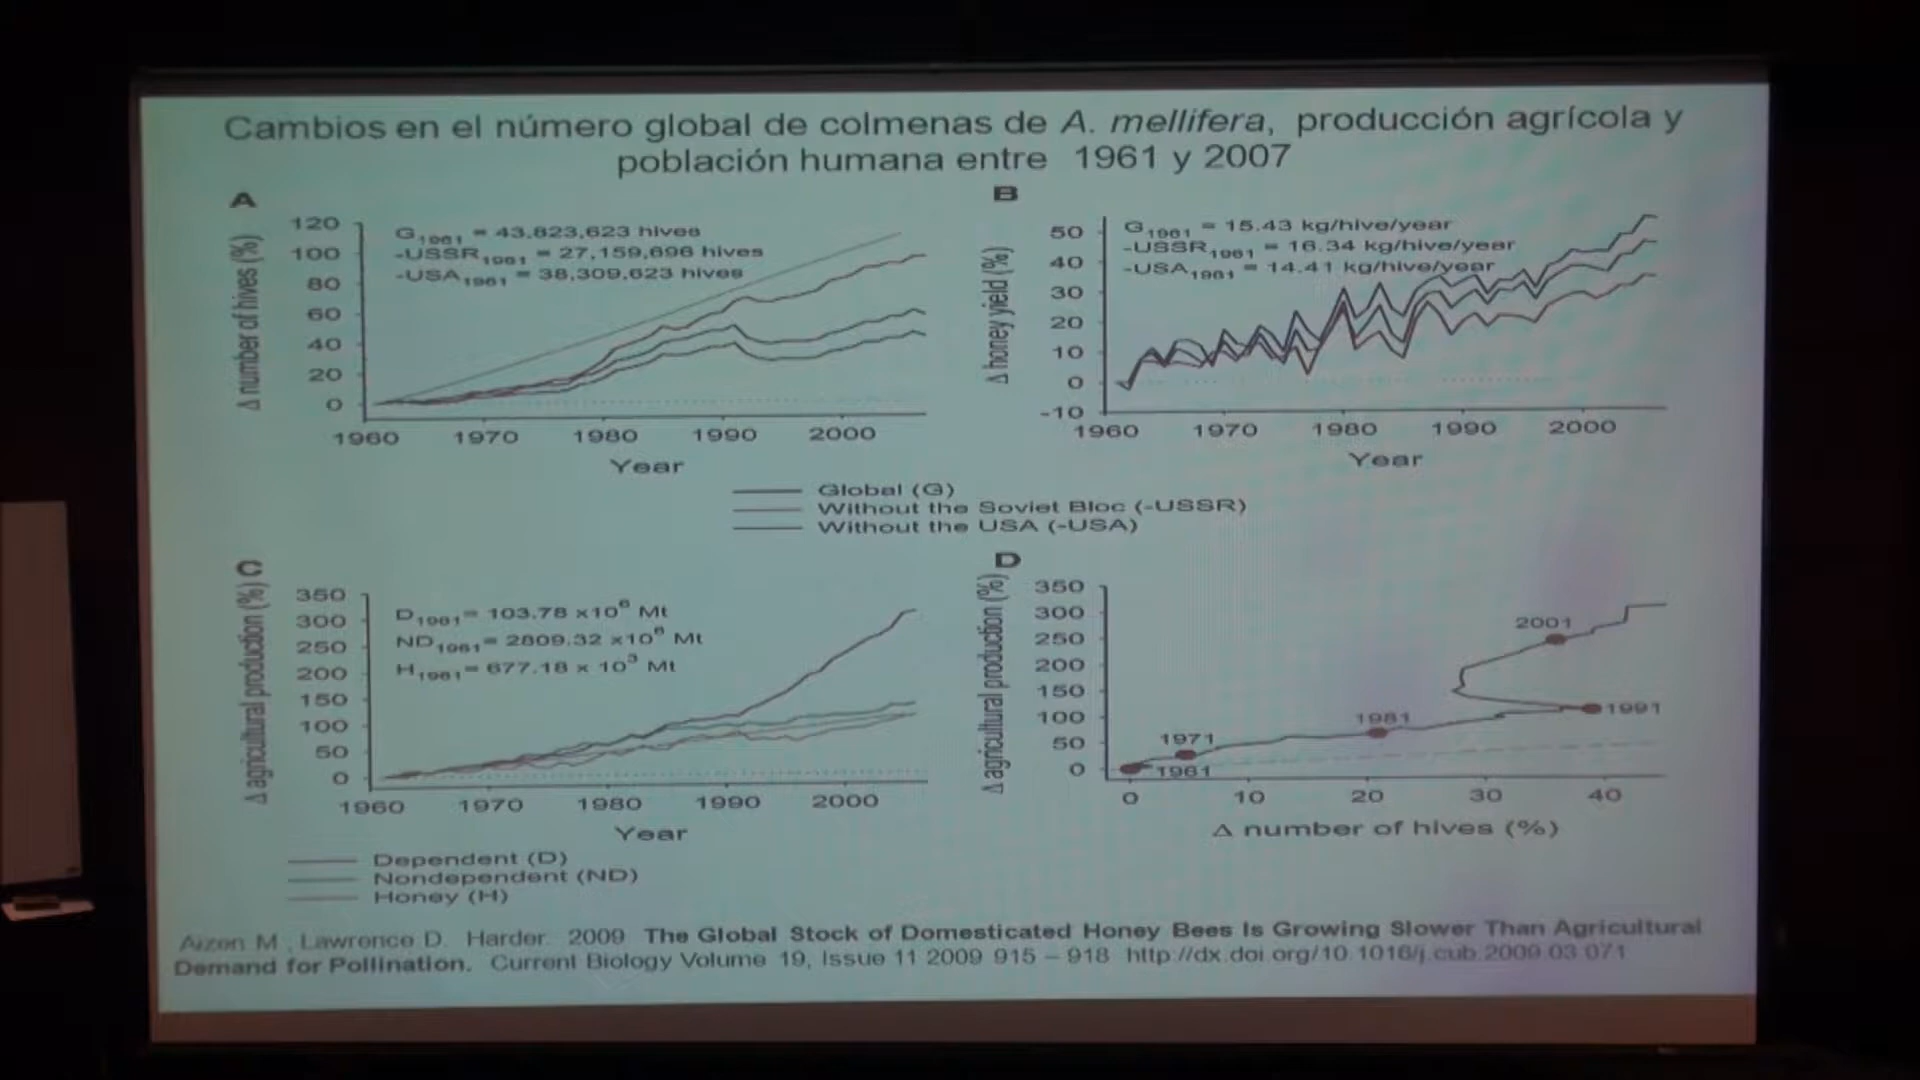 Cambios en el número global de colmenas de A. mellifera, producción agrícola y
población humana entre 1961 y 2007
A
Δ number of hives (%)
120
100
80
60
40
20
0
G1961 = 43,823,623 hives
-USSR1961 = 27,159,696 hives
-USA1961 = 38,309,623 hives
1960 1970 1980 1990 2000
Year
B
Δ honey yield (%)
50
40
30
20
10
0
-10
G1961 = 15.43 kg/hive/year
-USSR1961 = 16.34 kg/hive/year
-USA1961 = 14.41 kg/hive/year
1960 1970 1980 1990 2000
Year
Global (G)
Without the Soviet Bloc (-USSR)
Without the USA (-USA)
C
Δ agricultural production (%)
350
300
250
200
150
100
50
0
D1961= 103.78 x10⁶ Mt
ND1961= 2809.32 x10⁶ Mt
H1961= 677.18 x 10³ Mt
1960 1970 1980 1990 2000
Year
Dependent (D)
Nondependent (ND)
Honey (H)
D
Δ agricultural production (%)
350
300
250
200
150
100
50
0
2001
1991
1981
1971
1961
0 10 20 30 40
Δ number of hives (%)
Aizen M , Lawrence D. Harder. 2009 The Global Stock of Domesticated Honey Bees Is Growing Slower Than Agricultural
Demand for Pollination. Current Biology Volume 19, Issue 11 2009 915 – 918 http://dx.doi.org/10.1016/j.cub.2009.03.071